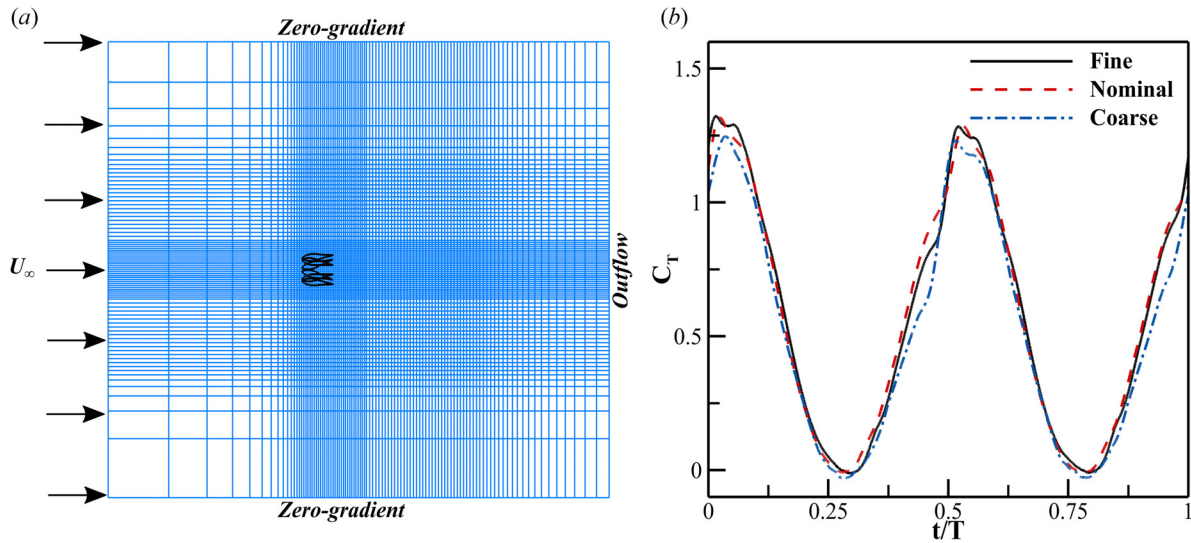 (a)
Zero-gradient
U∞
Outflow
Zero-gradient
(b)
Fine
Nominal
Coarse
C_T
1.5
1
0.5
0
0 0.25 0.5 0.75 1
t/T